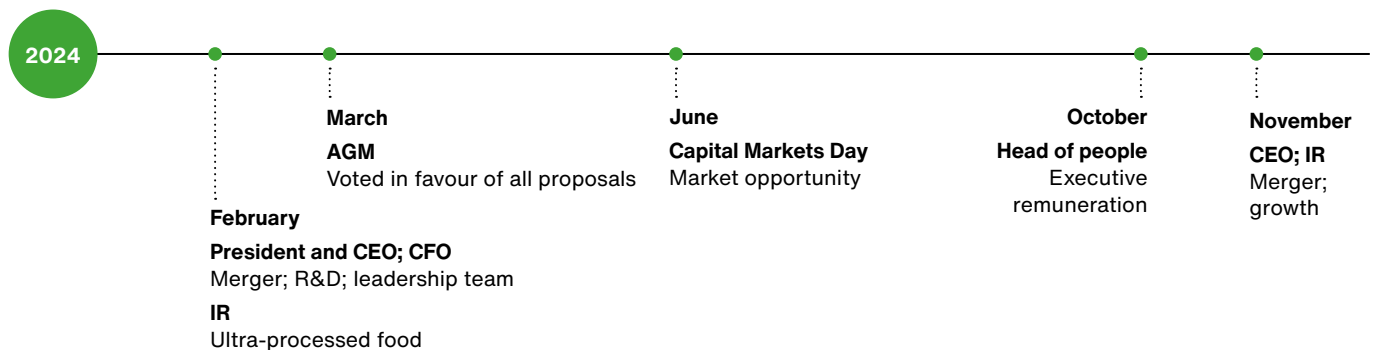 2024
February
President and CEO; CFO
Merger; R&D; leadership team
IR
Ultra-processed food
March
AGM
Voted in favour of all proposals
June
Capital Markets Day
Market opportunity
October
Head of people
Executive
remuneration
November
CEO; IR
Merger;
growth